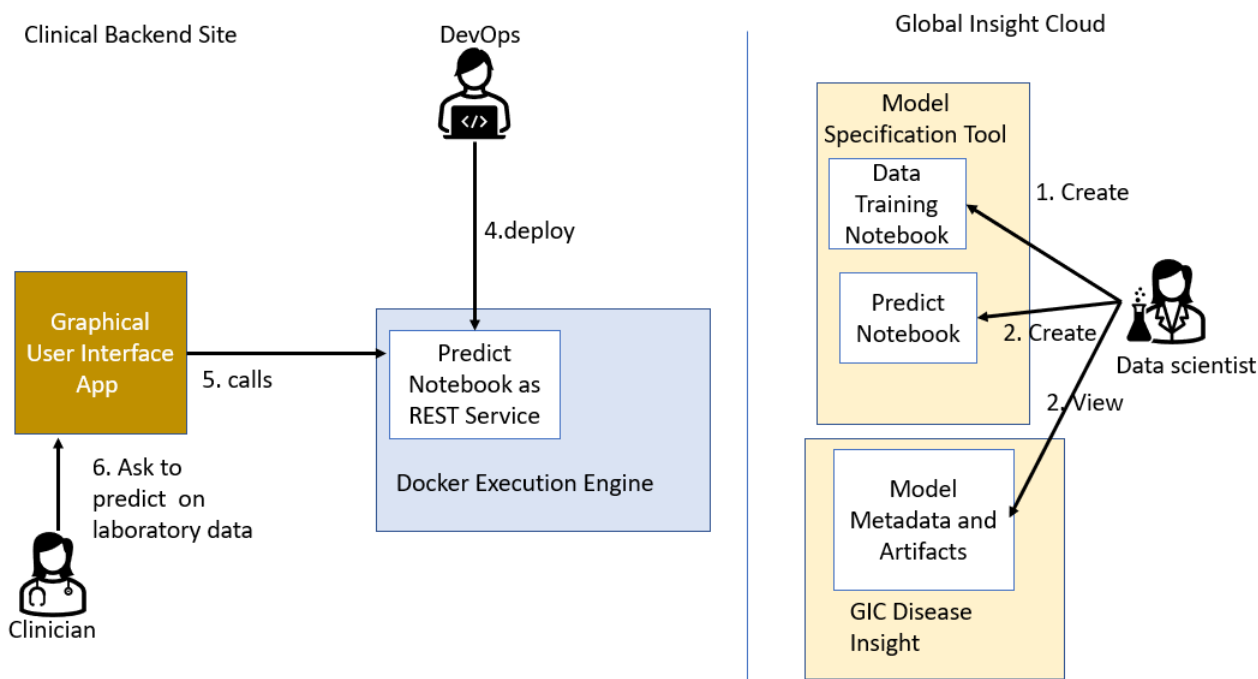 Clinical Backend Site
DevOps
Global Insight Cloud
Model
Specification Tool
Data
Training
Notebook
1. Create
4.deploy
Graphical
User Interface
App
5. calls
Predict
Notebook as
REST Service
Docker Execution Engine
Predict
Notebook
2. Create
Data scientist
2. View
6. Ask to
predict on
laboratory data
Clinician
Model
Metadata and
Artifacts
GIC Disease
Insight